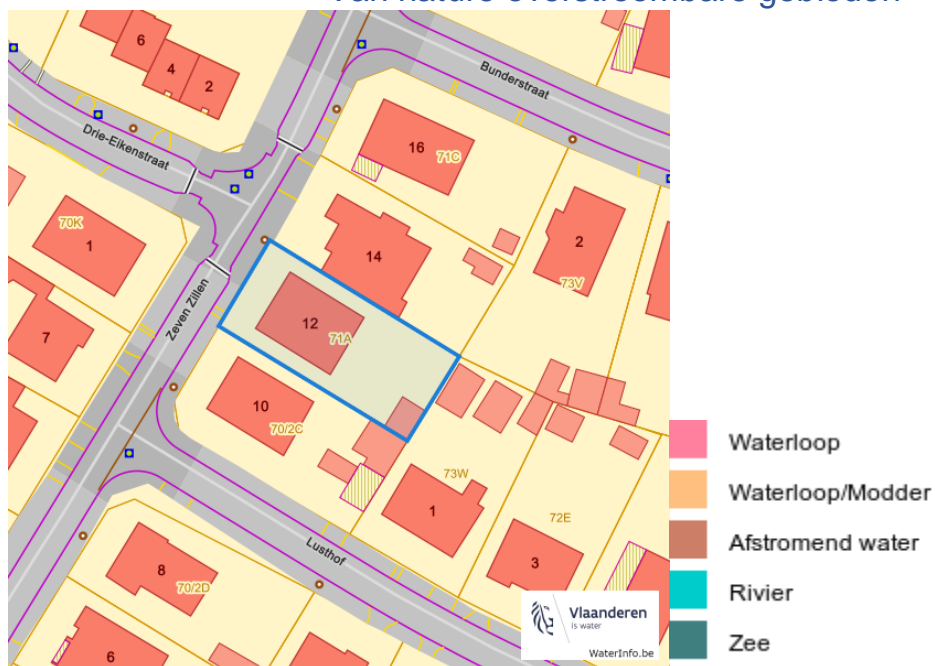 van nature overstroombare gebieden
6
4
2
Bunderstraat
Drie-Eikenstraat
16
71C
70K
1
14
2
73V
Zeven Zillen
12
71A
7
10
70/2C
73W
1
72E
3
Lusthof
8
70/2D
6
Vlaanderen
is water
WaterInfo.be
Waterloop
Waterloop/Modder
Afstromend water
Rivier
Zee